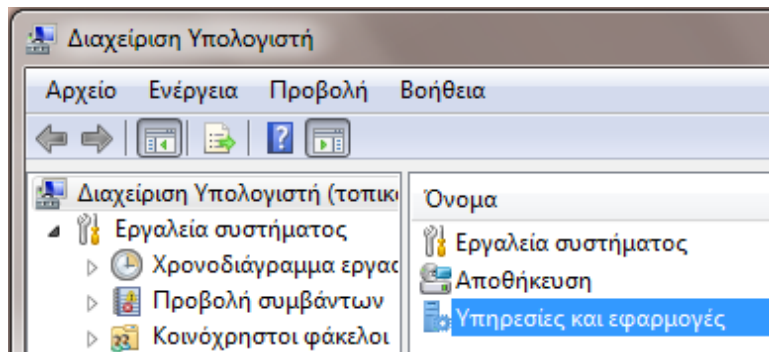 Διαχείριση Υπολογιστή
Αρχείο Ενέργεια Προβολή Βοήθεια
Διαχείριση Υπολογιστή (τοπικ
Εργαλεία συστήματος
Χρονοδιάγραμμα εργασ
Προβολή συμβάντων
Κοινόχρηστοι φάκελοι
Όνομα
Εργαλεία συστήματος
Αποθήκευση
Υπηρεσίες και εφαρμογές